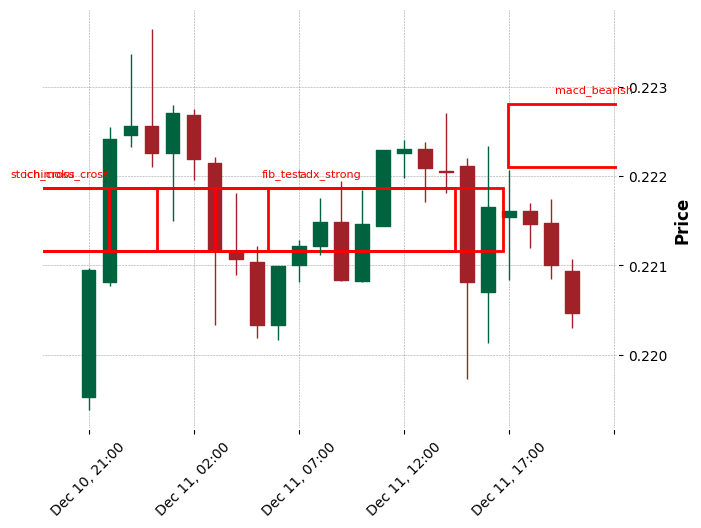 macd_bearish
0.223
0.222
fib_test
adx_strong
0.221
0.220
Price
Dec 10, 21:00
Dec 11, 02:00
Dec 11, 07:00
Dec 11, 12:00
Dec 11, 17:00